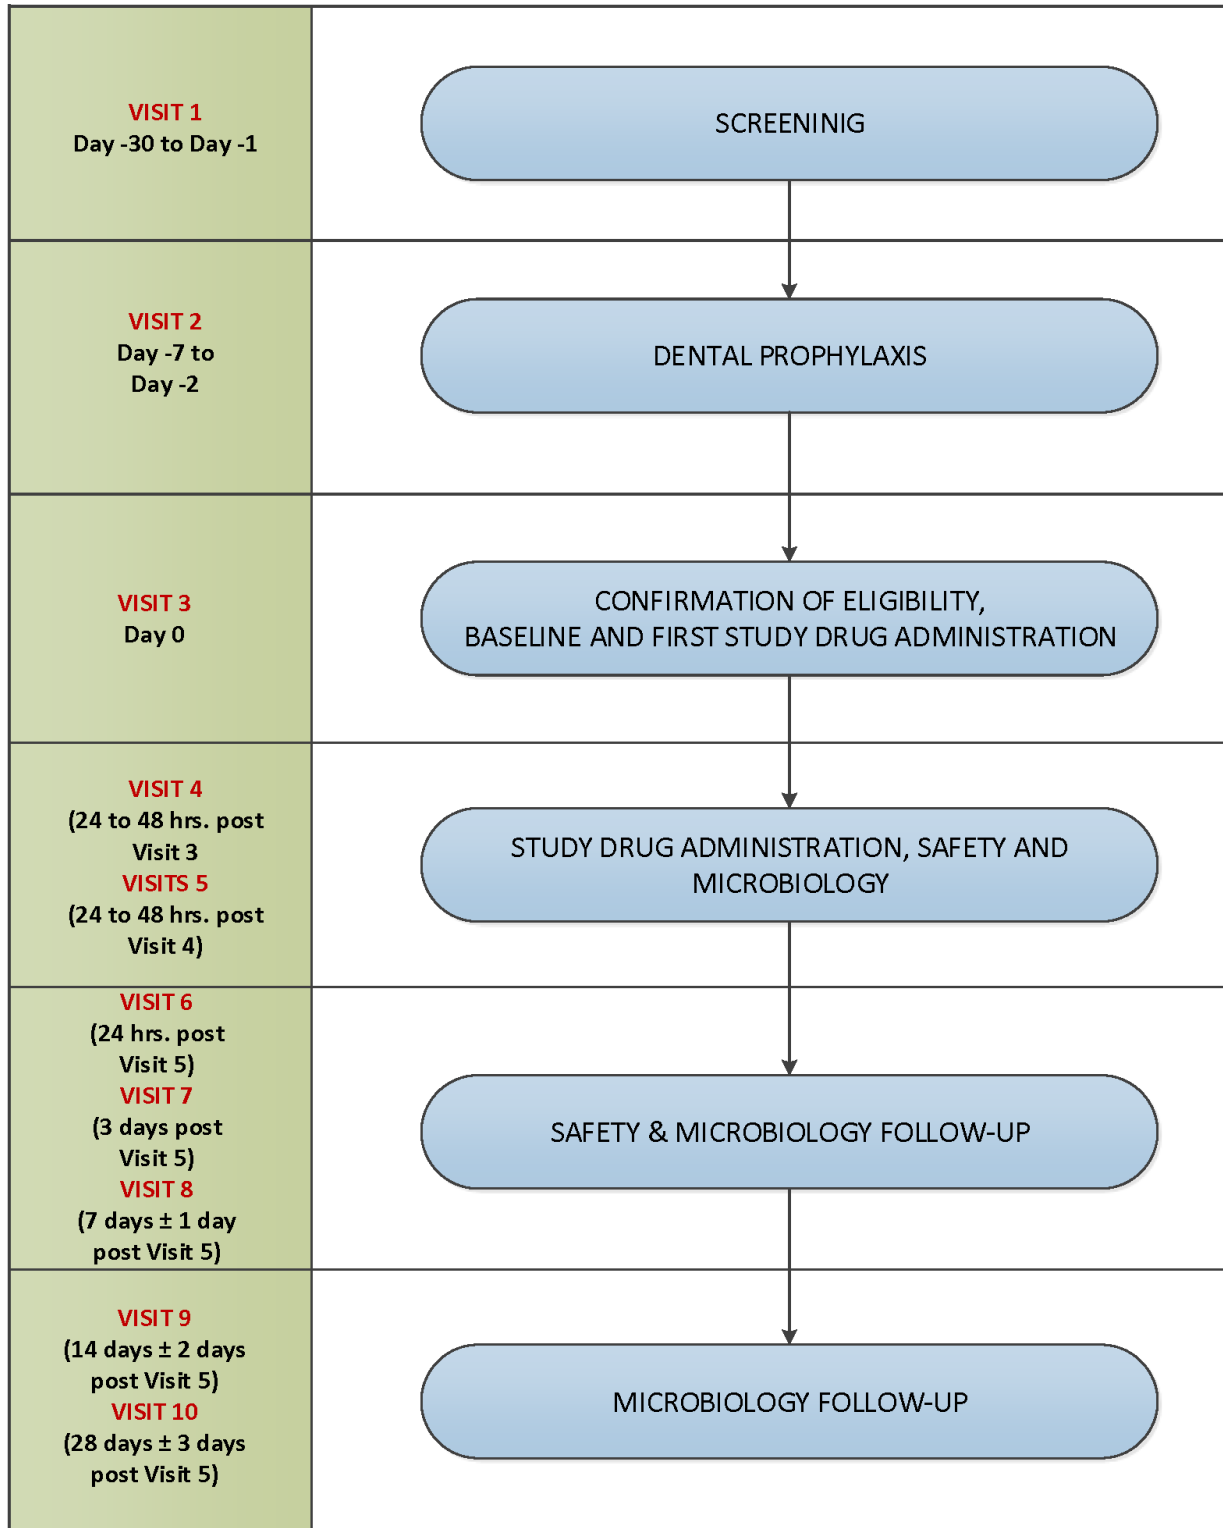 VISIT 1
Day -30 to Day -1
SCREENINIG
VISIT 2
Day -7 to
Day -2
DENTAL PROPHYLAXIS
VISIT 3
Day 0
CONFIRMATION OF ELIGIBILITY,
BASELINE AND FIRST STUDY DRUG ADMINISTRATION
VISIT 4
(24 to 48 hrs. post
Visit 3
VISITS 5
(24 to 48 hrs. post
Visit 4)
STUDY DRUG ADMINISTRATION, SAFETY AND
MICROBIOLOGY
VISIT 6
(24 hrs. post
Visit 5)
VISIT 7
(3 days post
Visit 5)
VISIT 8
(7 days ± 1 day
post Visit 5)
SAFETY & MICROBIOLOGY FOLLOW-UP
VISIT 9
(14 days ± 2 days
post Visit 5)
VISIT 10
(28 days ± 3 days
post Visit 5)
MICROBIOLOGY FOLLOW-UP